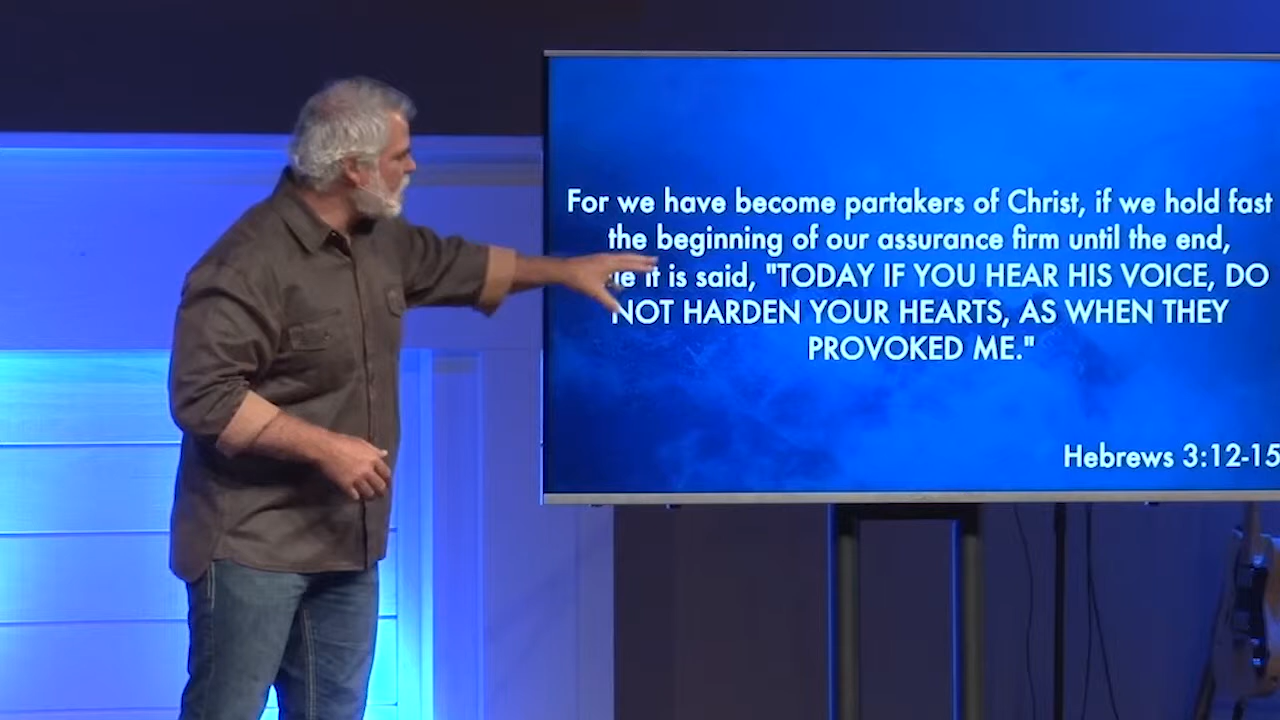 For we have become partakers of Christ, if we hold fast
the beginning of our assurance firm until the end,
it is said, "TODAY IF YOU HEAR HIS VOICE, DO
NOT HARDEN YOUR HEARTS, AS WHEN THEY
PROVOKED ME."
Hebrews 3:12-15